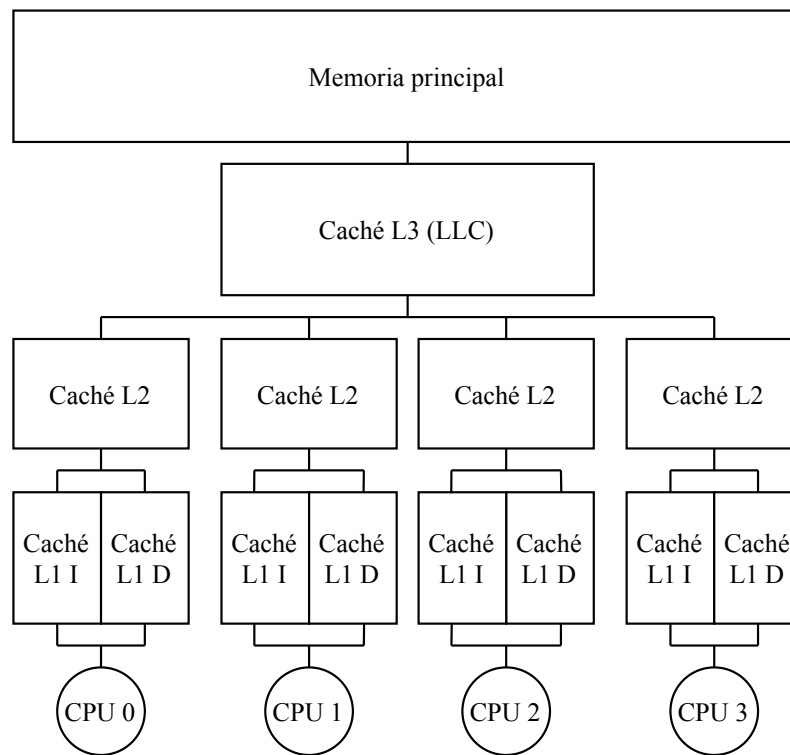 Memoria principal
Caché L3 (LLC)
Caché L2
Caché L2
Caché L2
Caché L2
Caché
L1 I
Caché
L1 D
Caché
L1 I
Caché
L1 D
Caché
L1 I
Caché
L1 D
Caché
L1 I
Caché
L1 D
CPU 0
CPU 1
CPU 2
CPU 3